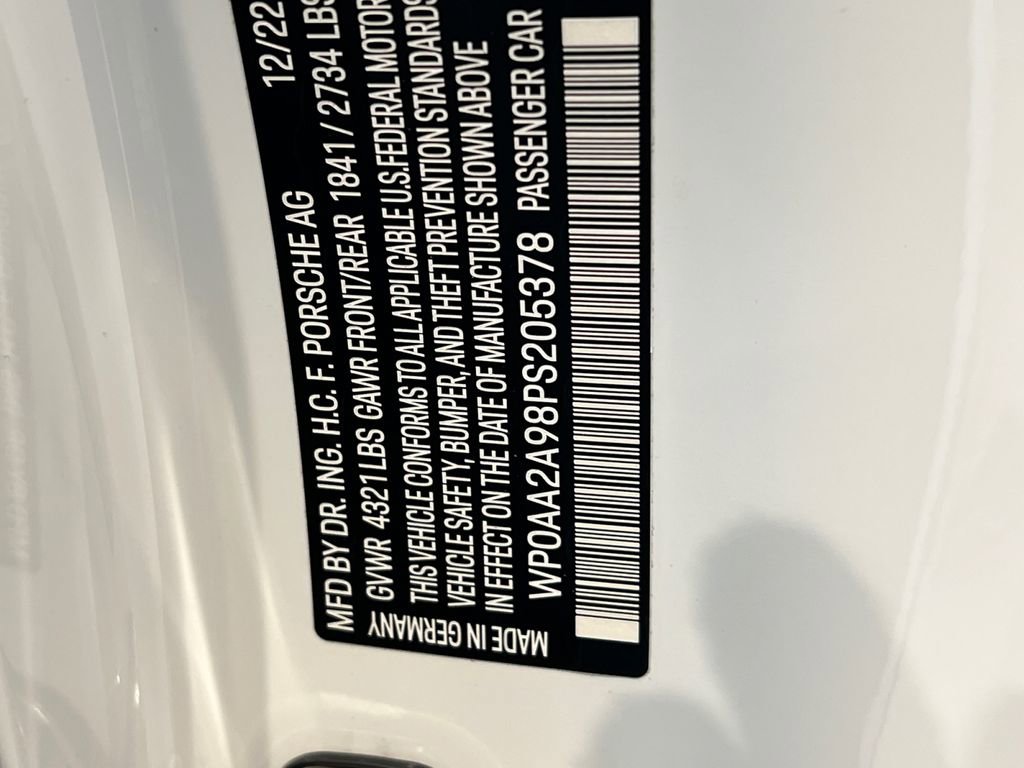 MFD BY DR. ING. H.C. F. PORSCHE AG 12/22
GVWR 4321 LBS GAWR FRONT/REAR 1841 / 2734 LBS
THIS VEHICLE CONFORMS TO ALL APPLICABLE U.S. FEDERAL MOTOR
VEHICLE SAFETY, BUMPER, AND THEFT PREVENTION STANDARDS
IN EFFECT ON THE DATE OF MANUFACTURE SHOWN ABOVE
WP0AA2A98PS205378 PASSENGER CAR
MADE IN GERMANY